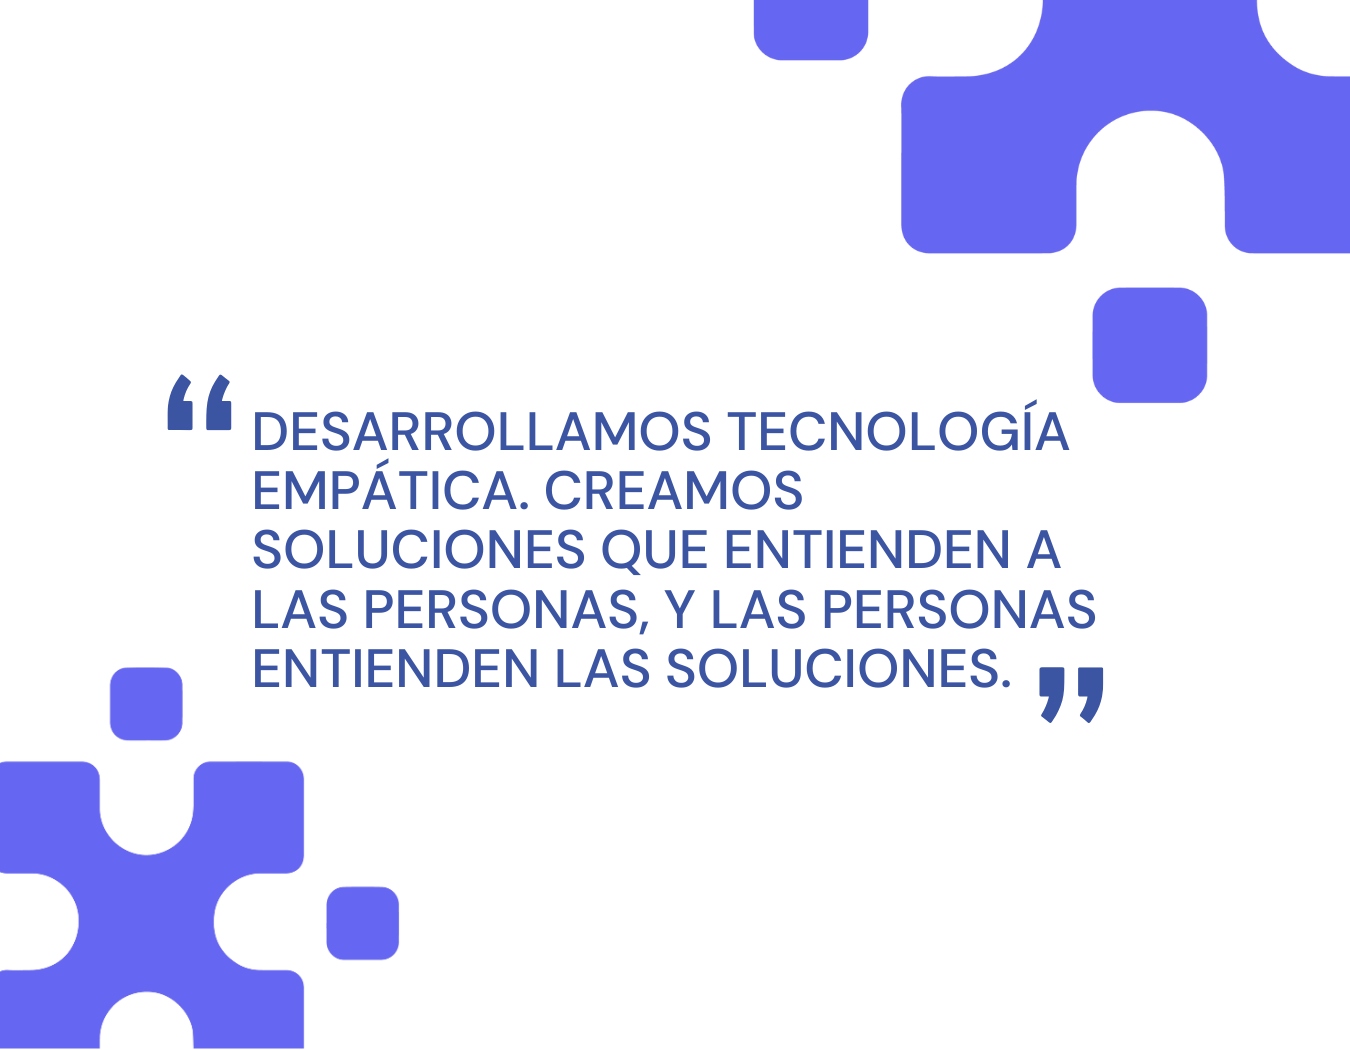 “DESARROLLAMOS TECNOLOGÍA
EMPÁTICA. CREAMOS
SOLUCIONES QUE ENTIENDEN A
LAS PERSONAS, Y LAS PERSONAS
ENTIENDEN LAS SOLUCIONES.”